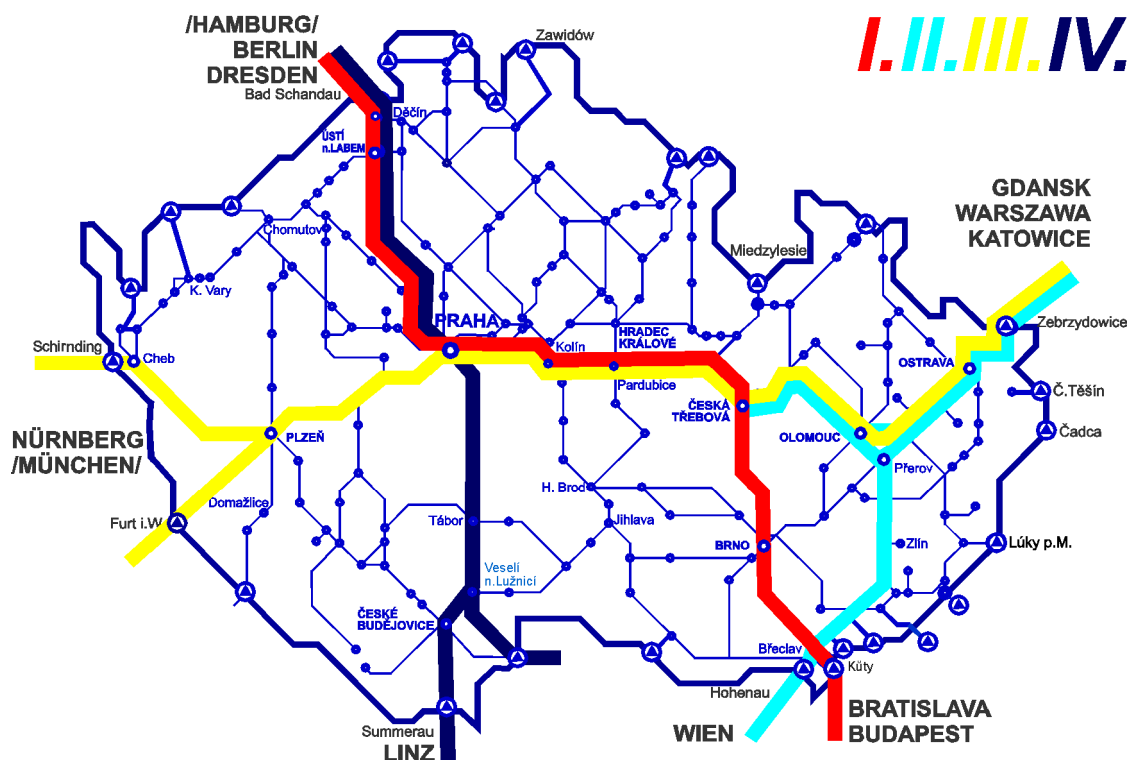 /HAMBURG/
BERLIN
DRESDEN
Bad Schandau
Zawidów
I. II. III. IV.
Děčín
ÚSTÍ
n.LABEM
GDANSK
WARSZAWA
KATOWICE
Chomutov
Miedzylesie
K. Vary
PRAHA
HRADEC
KRÁLOVÉ
Zebrzydowice
Schirnding
Cheb
Kolín
OSTRAVA
Pardubice
Č.Těšín
ČESKÁ
TŘEBOVÁ
NÜRNBERG
/MÜNCHEN/
PLZEŇ
OLOMOUC
Čadca
Přerov
Domažlice
H. Brod
Furt i.W
Tábor
Jihlava
BRNO
Zlín
Lúky p.M.
Veselí
n.Lužnicí
ČESKÉ
BUDĚJOVICE
Břeclav
Kúty
Hohenau
Summerau
LINZ
WIEN
BRATISLAVA
BUDAPEST